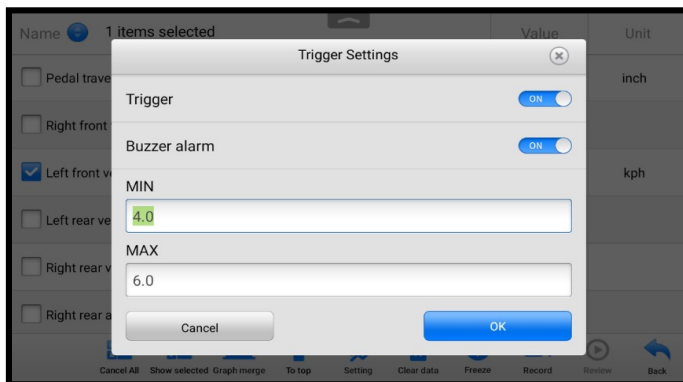 Name 1 items selected Value Unit
Trigger Settings
Pedal trave inch
Trigger ON
Right front
Buzzer alarm ON
Left front ve kph
MIN
4.0
Left rear ve
MAX
Right rear v
6.0
Right rear a
Cancel OK
Cancel All Show selected Graph merge To top Setting Clear data Freeze Record Review Back